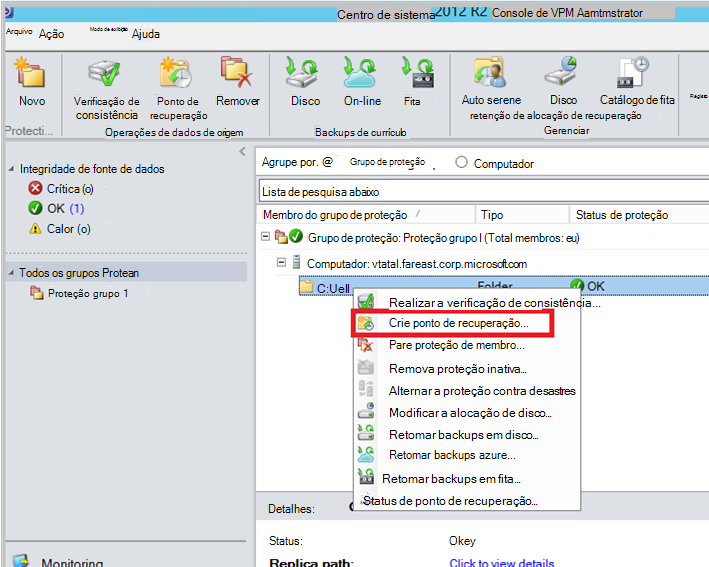 Centro de sistema 2012 R2 Console de VPM Aamtmstrator
Arquivo Ação Modo de exibição Ajuda
Novo
Verificação de consistência
Ponto de recuperação
Remover
Disco
On-line
Fita
Auto serene
Disco
Catálogo de fita
retenção de alocação de recuperação
Protecti...
Operações de dados de origem
Backups de currículo
Gerenciar
Integridade de fonte de dados
Crítica (o)
OK (1)
Calor (o)
Todos os grupos Protean
Proteção grupo 1
Agrupe por. @ Grupo de proteção Computador
Lista de pesquisa abaixo
Membro do grupo de proteção / Tipo Status de proteção
Grupo de proteção: Proteção grupo I (Total membros: eu)
Computador: vtatal.fareast.corp.microsoftcom
C:Uell Folder OK
Realizar a verificação de consistência...
Crie ponto de recuperação...
Pare proteção de membro...
Remova proteção inativa...
Alternar a proteção contra desastres
Modificar a alocação de disco...
Retomar backups em disco...
Retomar backups azure...
Retomar backups em fita...
Status de ponto de recuperação...
Detalhes:
Status: Okey
Replica path: Click to view details
Monitoring